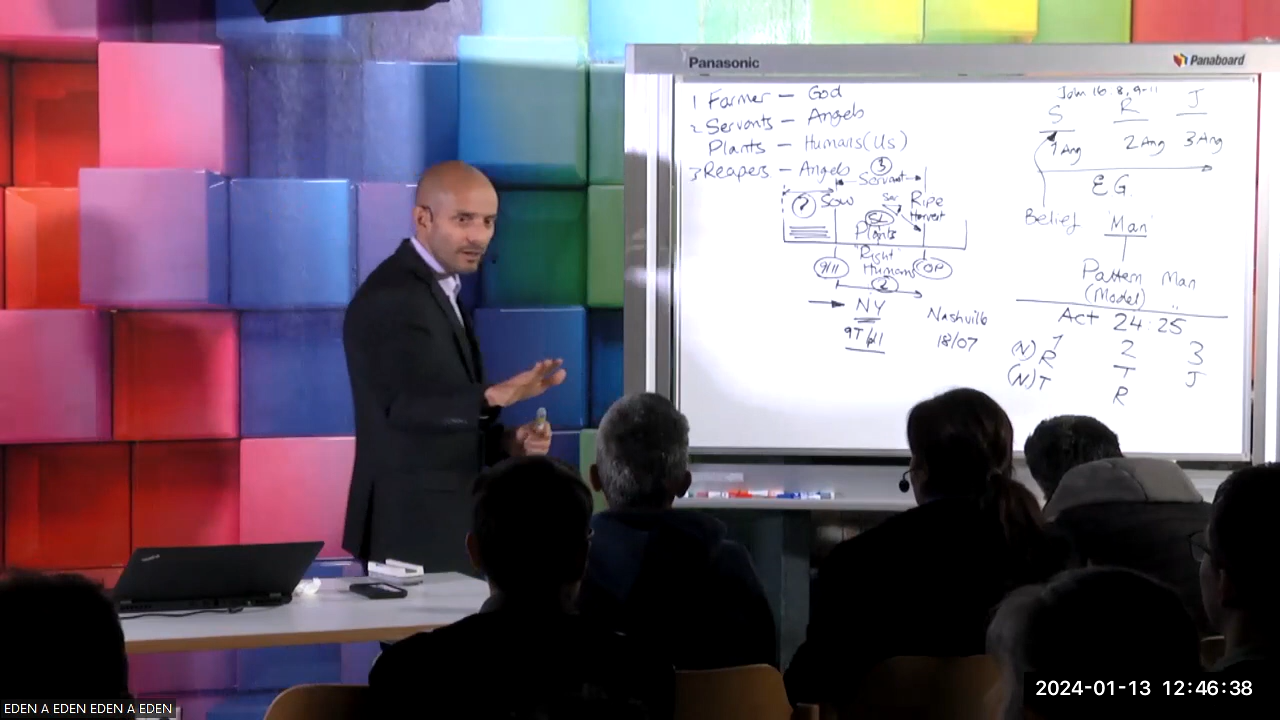 Panasonic
Panaboard
1 Farmer — God
2 Servants — Angels
Plants — Humans (Us)
3 Reapers — Angels
3
Servant
? Sow
Ripe
Harvest
Plants
"Right"
Humans
9/11
2
NY
9T/11
Nashville
18/07
John 16:8, 9-11
S R J
1 Ang 2 Ang 3 Ang
EG
Belief 'Man'
Pattern Man
(Model)
Act 24:25
1 2 3
(N) R T J
(N) T R
EDEN A EDEN EDEN A EDEN
2024-01-13 12:46:38